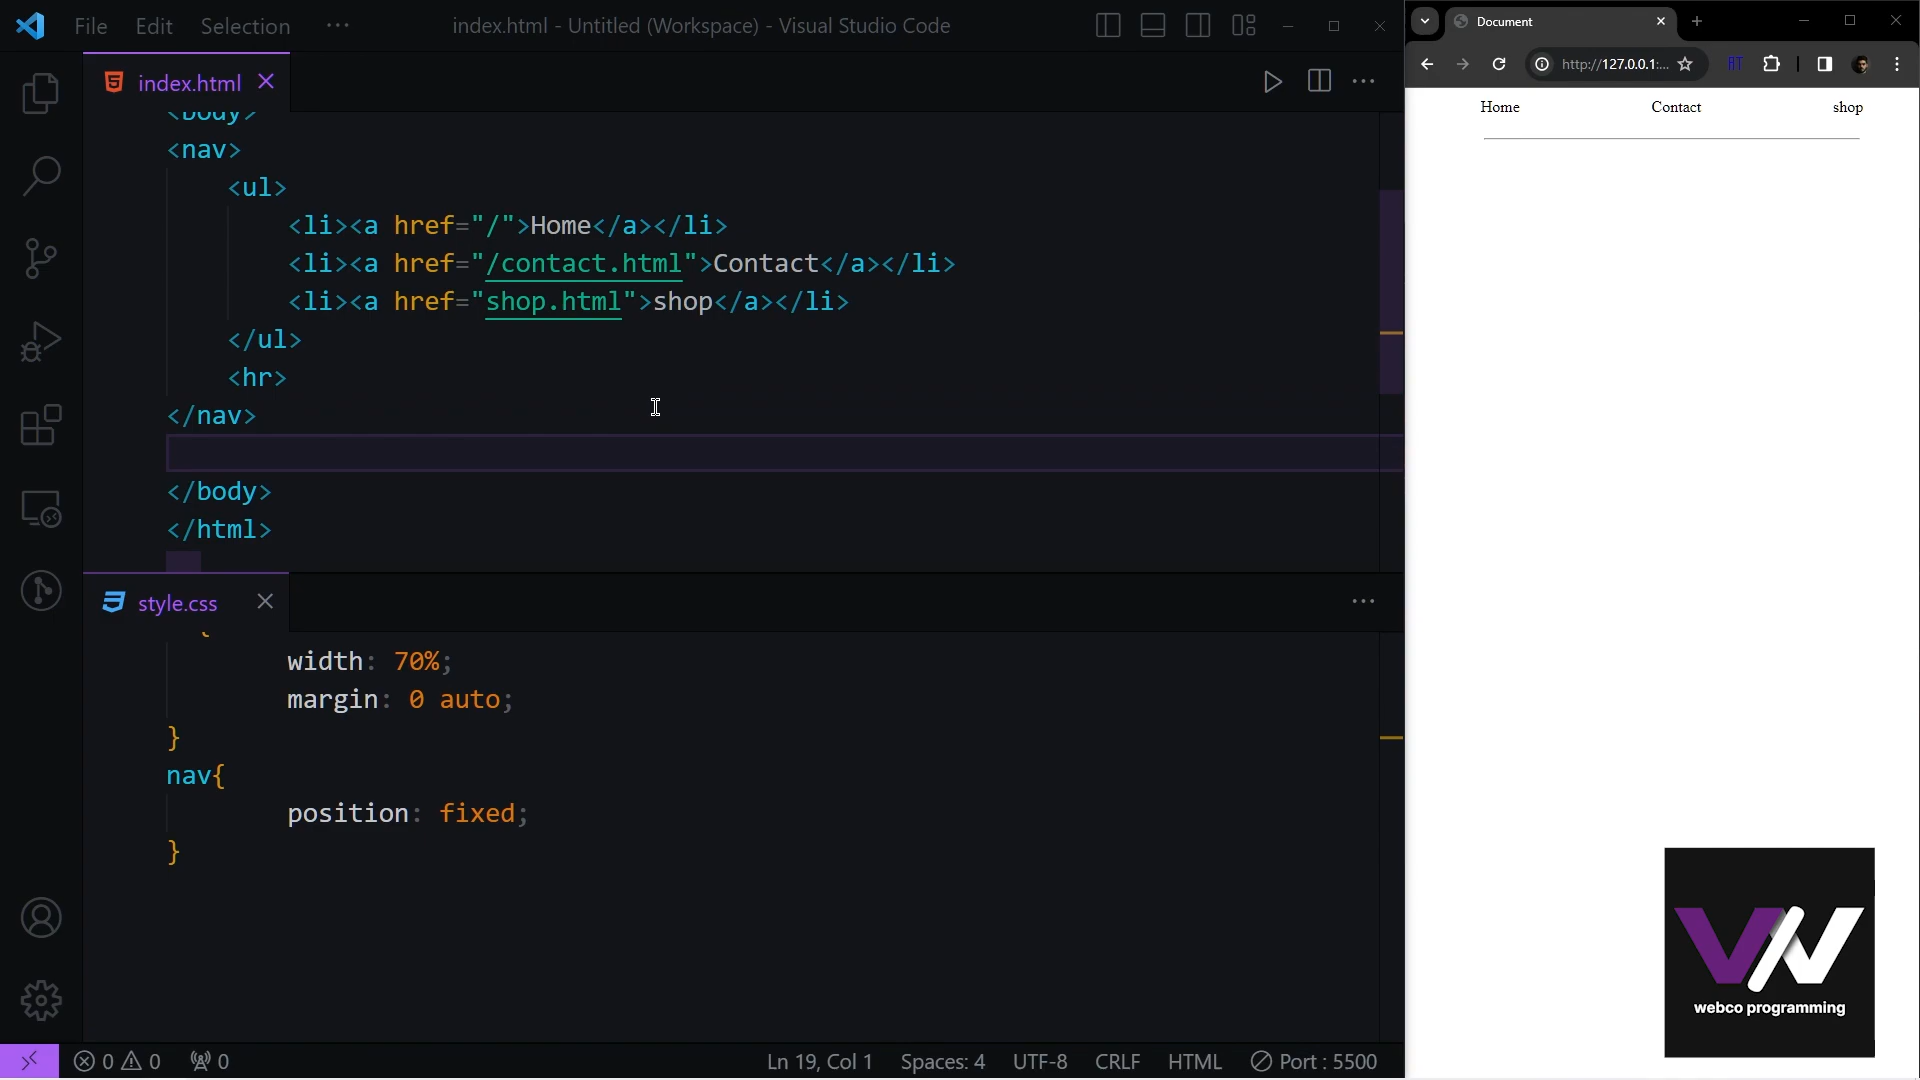 File Edit Selection ··· index.html - Untitled (Workspace) - Visual Studio Code
index.html
<body>
<nav>
<ul>
<li><a href="/">Home</a></li>
<li><a href="/contact.html">Contact</a></li>
<li><a href="shop.html">shop</a></li>
</ul>
<hr>
</nav>
</body>
</html>
style.css
{
width: 70%;
margin: 0 auto;
}
nav{
position: fixed;
}
0 0 0 Ln 19, Col 1 Spaces: 4 UTF-8 CRLF HTML Port : 5500
Document
http://127.0.0.1:...
Home Contact shop
webco programming